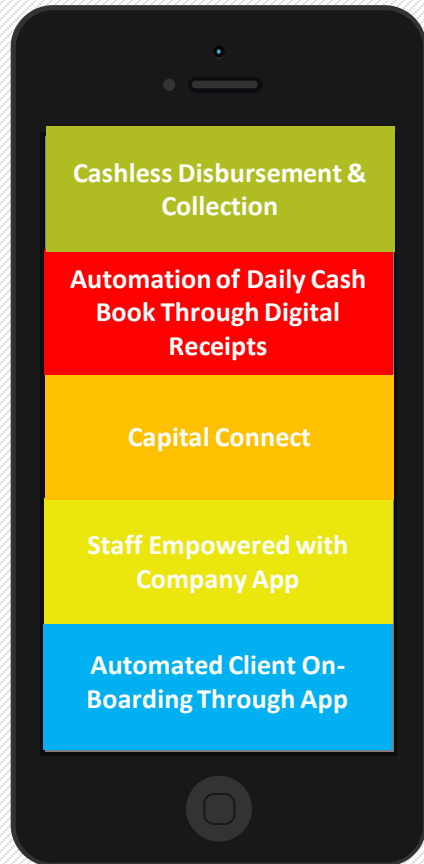 Cashless Disbursement &
Collection
Automation of Daily Cash
Book Through Digital
Receipts
Capital Connect
Staff Empowered with
Company App
Automated Client On-
Boarding Through App